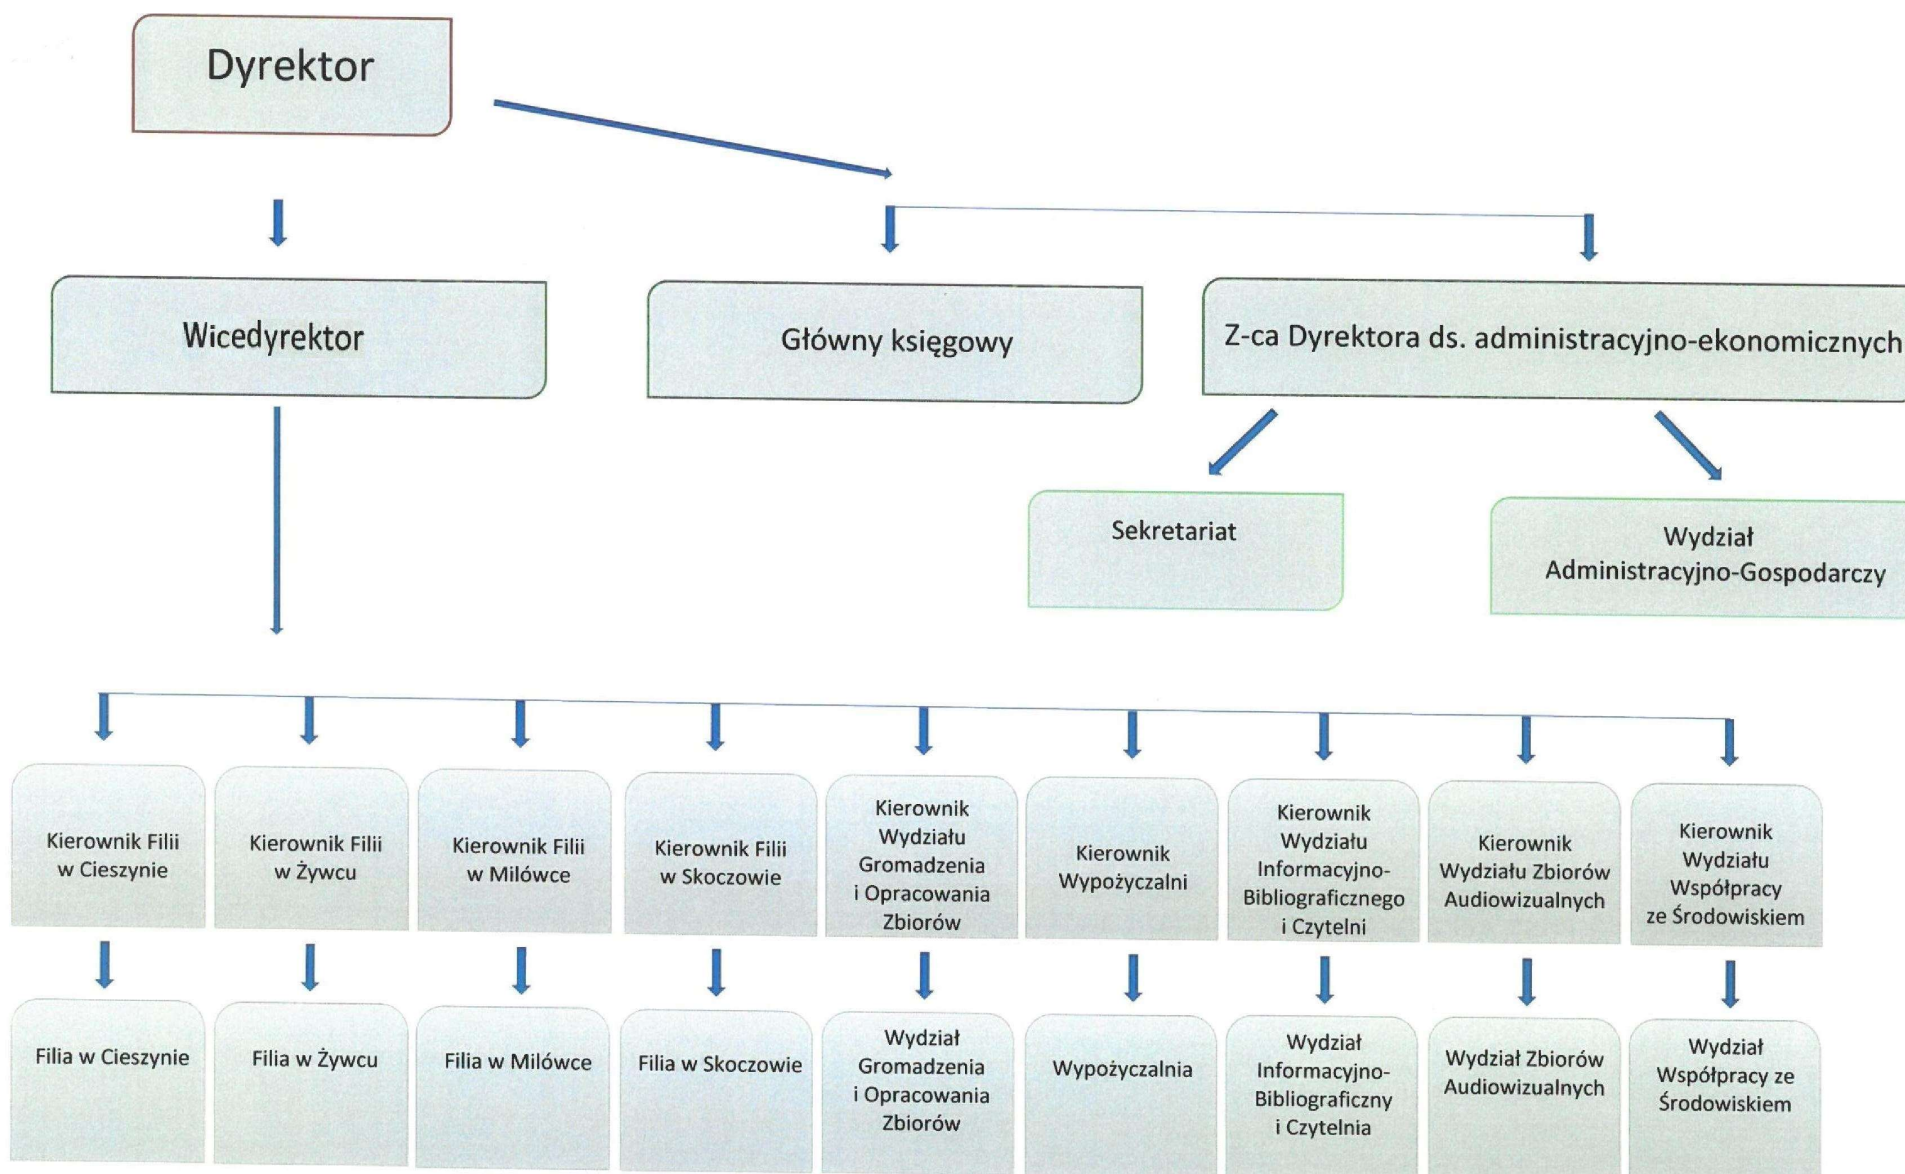 Dyrektor
Wicedyrektor
Główny księgowy
Z-ca Dyrektora ds. administracyjno-ekonomicznych
Sekretariat
Wydział
Administracyjno-Gospodarczy
Kierownik Filii
w Cieszynie
Kierownik Filii
w Żywcu
Kierownik Filii
w Milówce
Kierownik Filii
w Skoczowie
Kierownik
Wydziału
Gromadzenia
i Opracowania
Zbiorów
Kierownik
Wypożyczalni
Kierownik
Wydziału
Informacyjno-
Bibliograficznego
i Czytelni
Kierownik
Wydziału Zbiorów
Audiowizualnych
Kierownik
Wydziału
Współpracy
ze Środowiskiem
Filia w Cieszynie
Filia w Żywcu
Filia w Milówce
Filia w Skoczowie
Wydział
Gromadzenia
i Opracowania
Zbiorów
Wypożyczalnia
Wydział
Informacyjno-
Bibliograficzny
i Czytelnia
Wydział Zbiorów
Audiowizualnych
Wydział
Współpracy ze
Środowiskiem